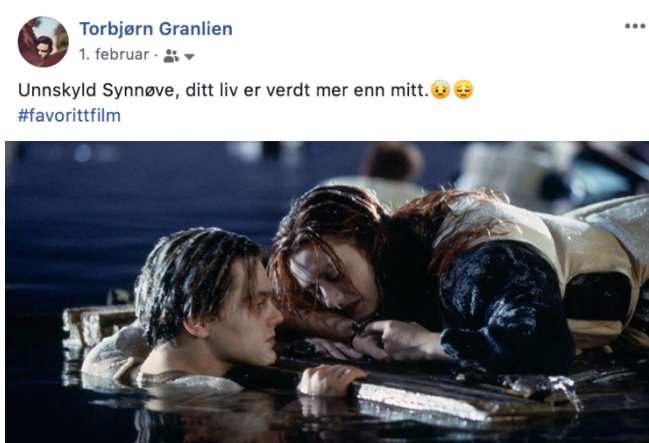 Torbjørn Granlien
1. februar ·
Unnskyld Synnøve, ditt liv er verdt mer enn mitt.😟😔
#favorittfilm